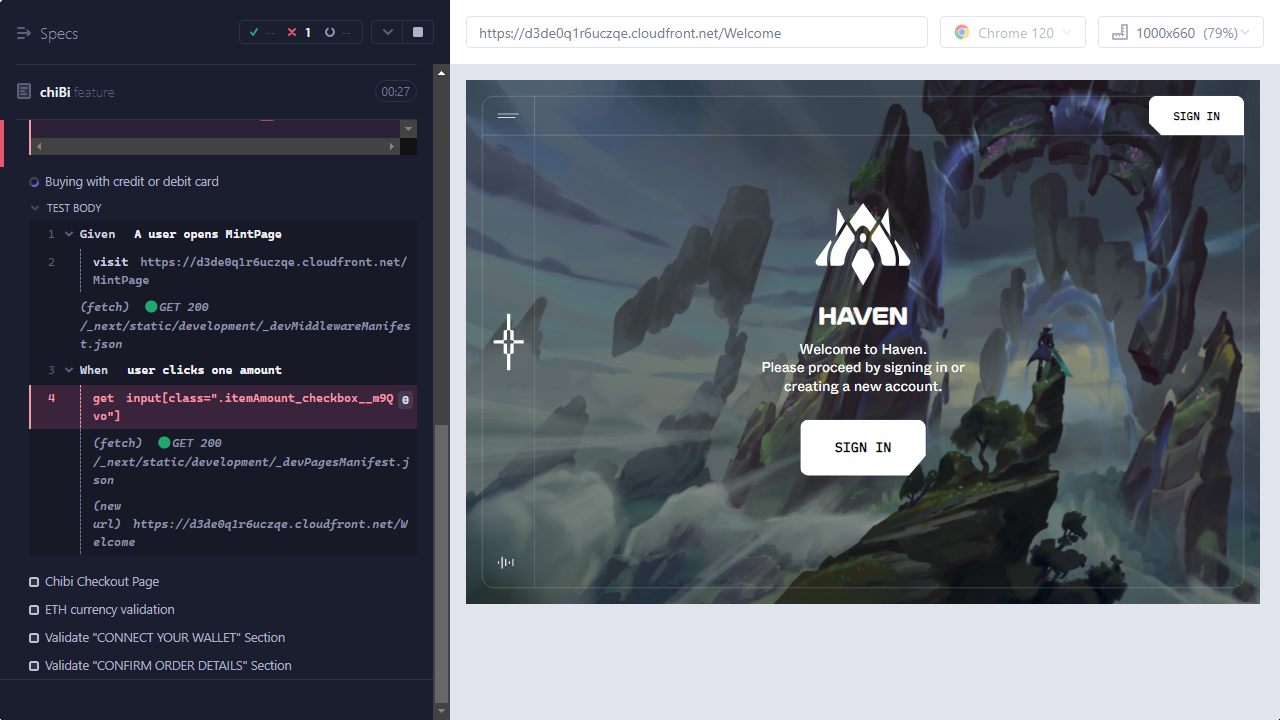 Specs
-- 1 --
chiBi.feature
00:27
Buying with credit or debit card
TEST BODY
1 Given A user opens MintPage
2 visit https://d3de0q1r6uczqe.cloudfront.net/
MintPage
(fetch) GET 200
/_next/static/development/_devMiddlewareManifes
t.json
3 When user clicks one amount
4 get input[class=".itemAmount_checkbox__m9Q 0
vo"]
(fetch) GET 200
/_next/static/development/_devPagesManifest.j
son
(new
url) https://d3de0q1r6uczqe.cloudfront.net/W
elcome
Chibi Checkout Page
ETH currency validation
Validate "CONNECT YOUR WALLET" Section
Validate "CONFIRM ORDER DETAILS" Section
https://d3de0q1r6uczqe.cloudfront.net/Welcome
Chrome 120
1000x660 (79%)
SIGN IN
HAVEN
Welcome to Haven.
Please proceed by signing in or
creating a new account.
SIGN IN